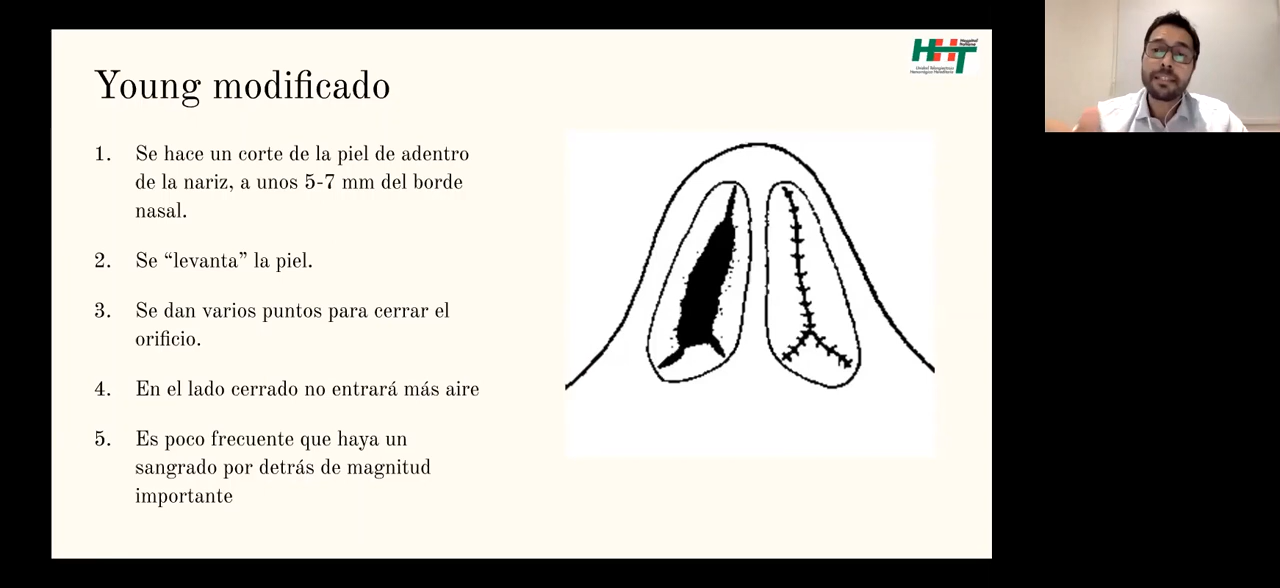 HHT
Young modificado
1. Se hace un corte de la piel de adentro
de la nariz, a unos 5-7 mm del borde
nasal.
2. Se “levanta” la piel.
3. Se dan varios puntos para cerrar el
orificio.
4. En el lado cerrado no entrará más aire
5. Es poco frecuente que haya un
sangrado por detrás de magnitud
importante